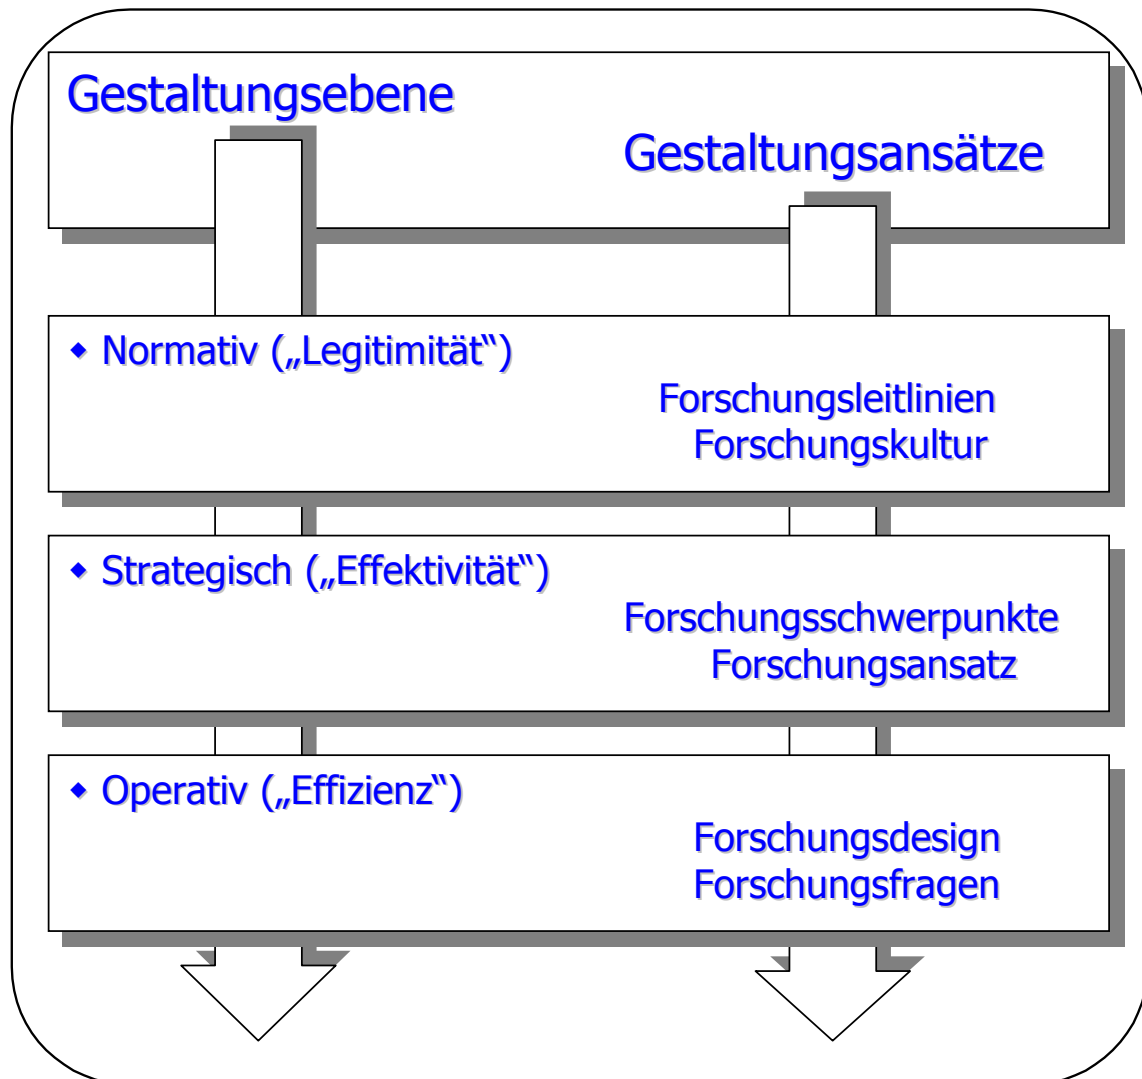 Gestaltungsebene
Gestaltungsansätze
◆ Normativ („Legitimität“)
Forschungsleitlinien
Forschungskultur
◆ Strategisch („Effektivität“)
Forschungsschwerpunkte
Forschungsansatz
◆ Operativ („Effizienz“)
Forschungsdesign
Forschungsfragen